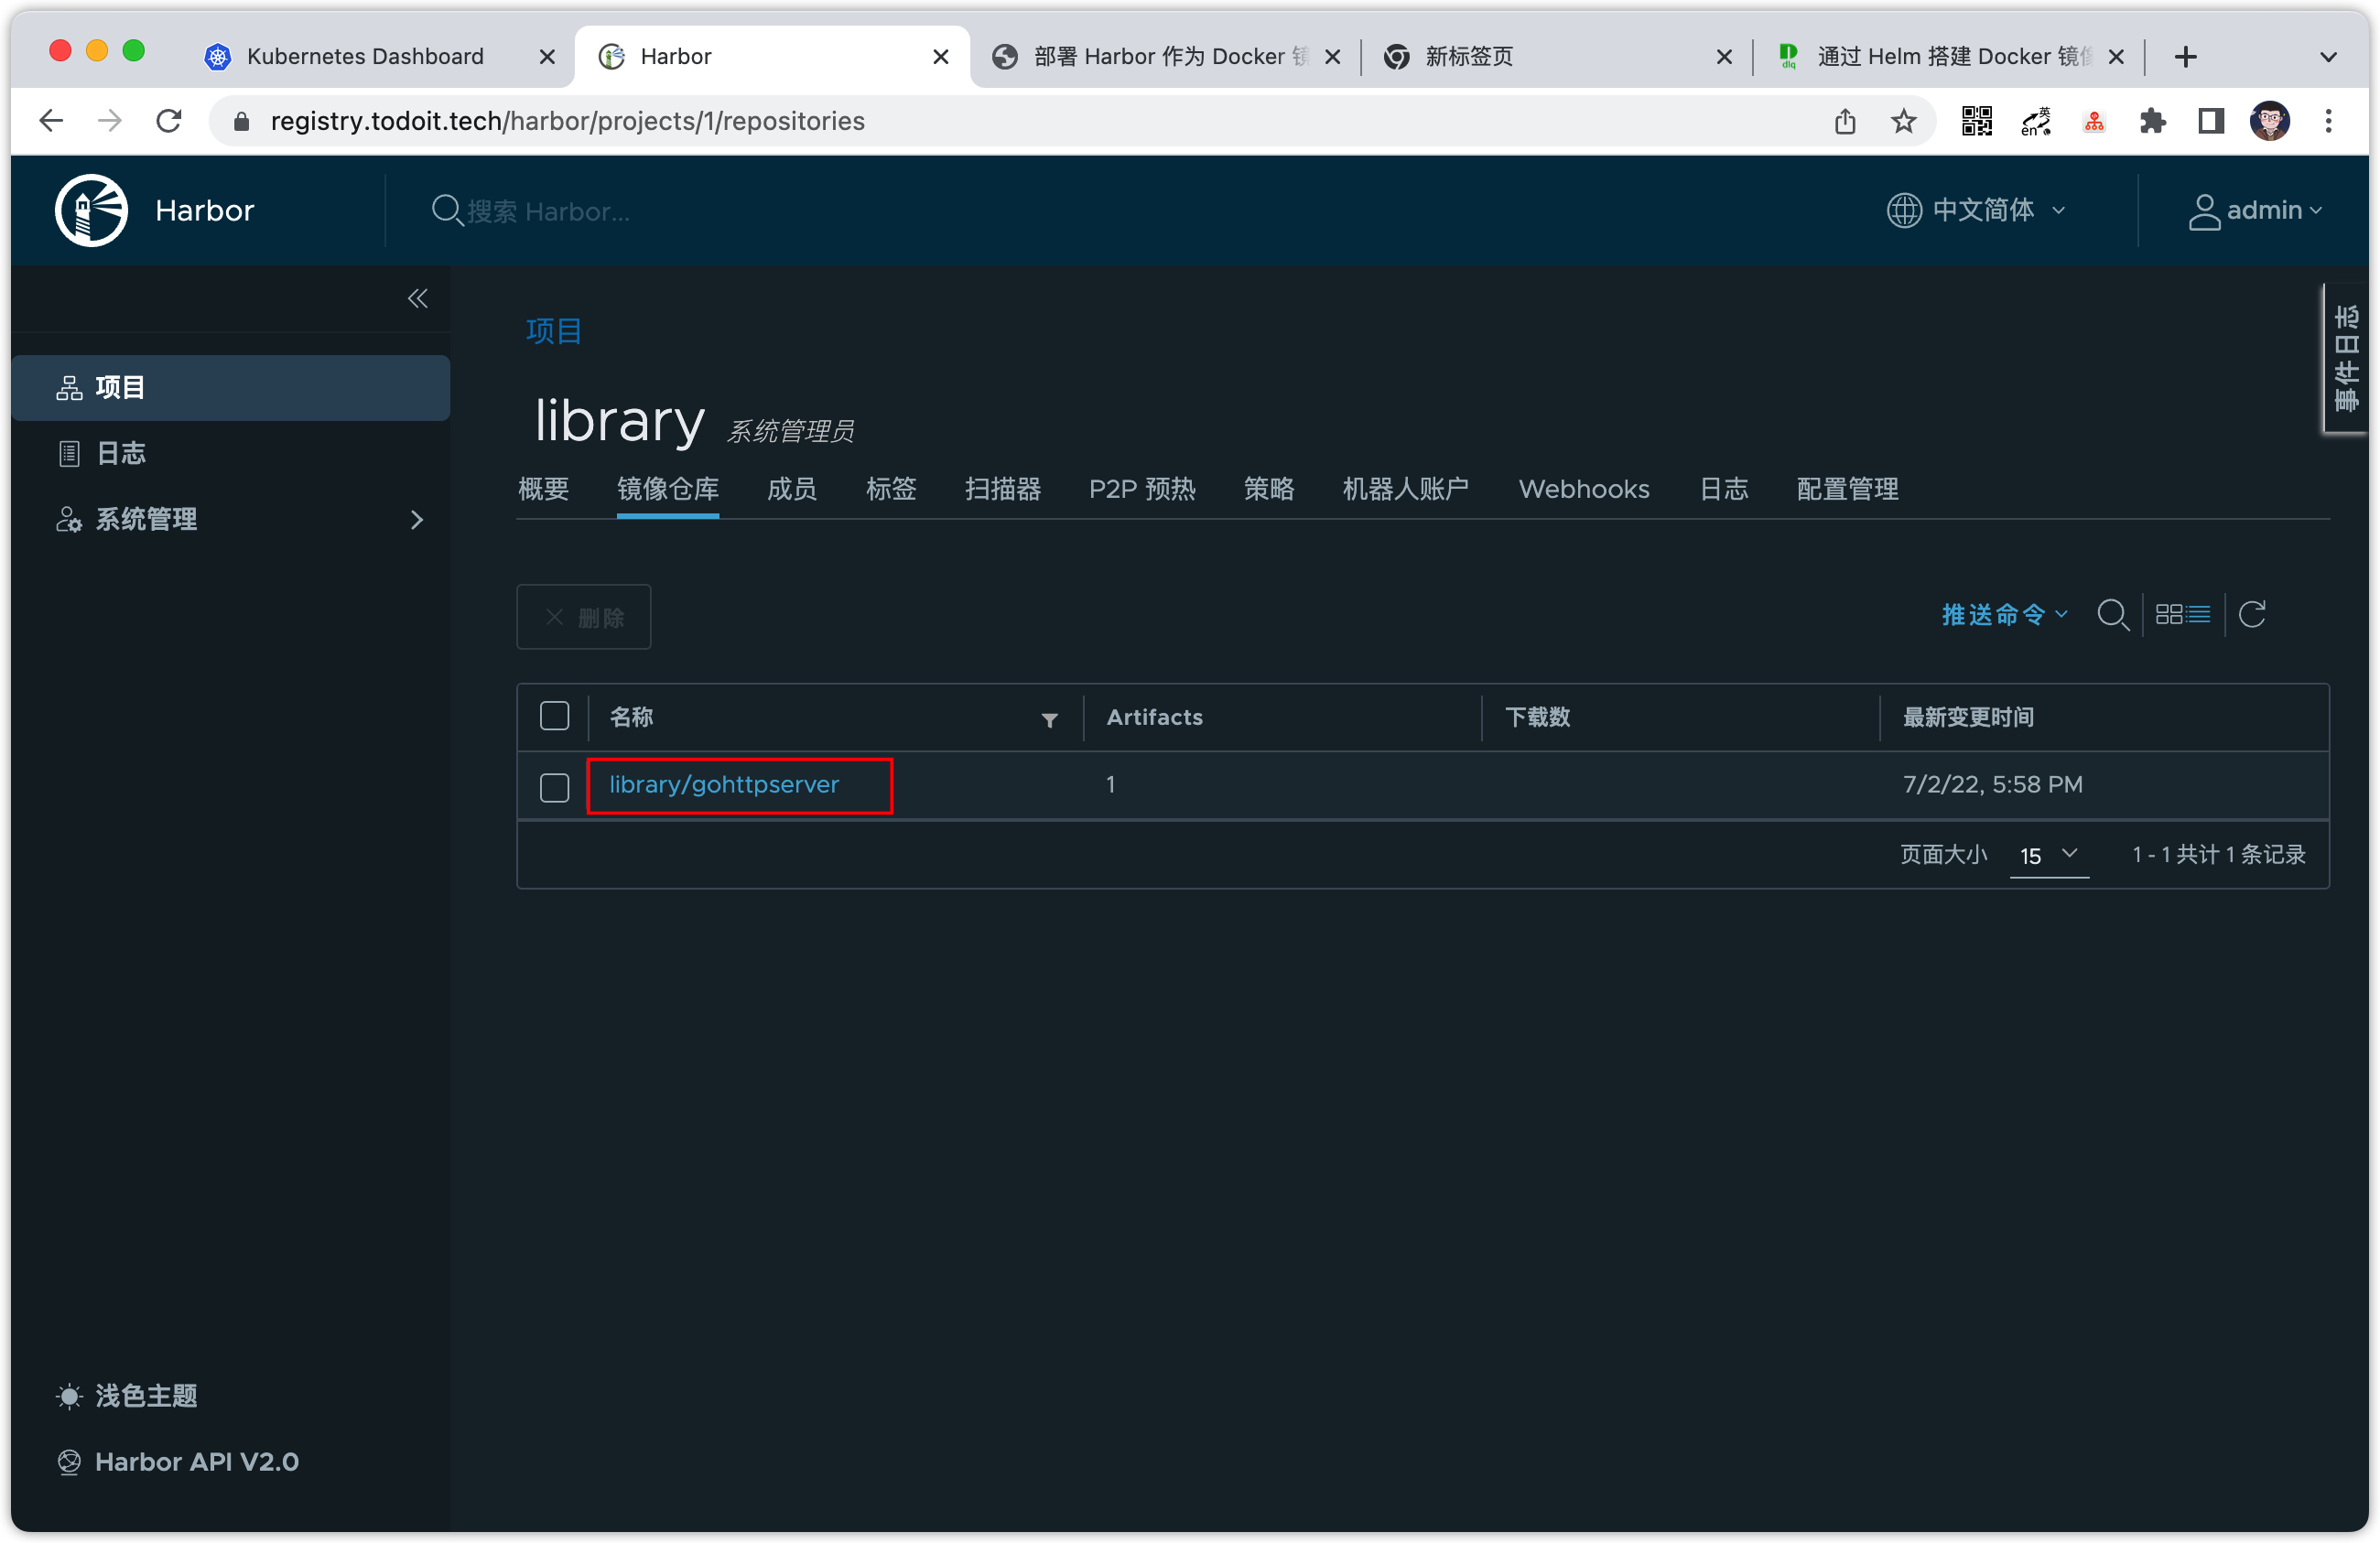 Kubernetes Dashboard
Harbor
部署 Harbor 作为 Docker
新标签页
通过 Helm 搭建 Docker 镜
registry.todoit.tech/harbor/projects/1/repositories
Harbor
搜索 Harbor...
中文简体
admin
事件日志
项目
日志
系统管理
项目
library 系统管理员
概要 镜像仓库 成员 标签 扫描器 P2P 预热 策略 机器人账户 Webhooks 日志 配置管理
删除
推送命令
名称 Artifacts 下载数 最新变更时间
library/gohttpserver 1 7/2/22, 5:58 PM
页面大小 15 1 - 1 共计 1 条记录
浅色主题
Harbor API V2.0